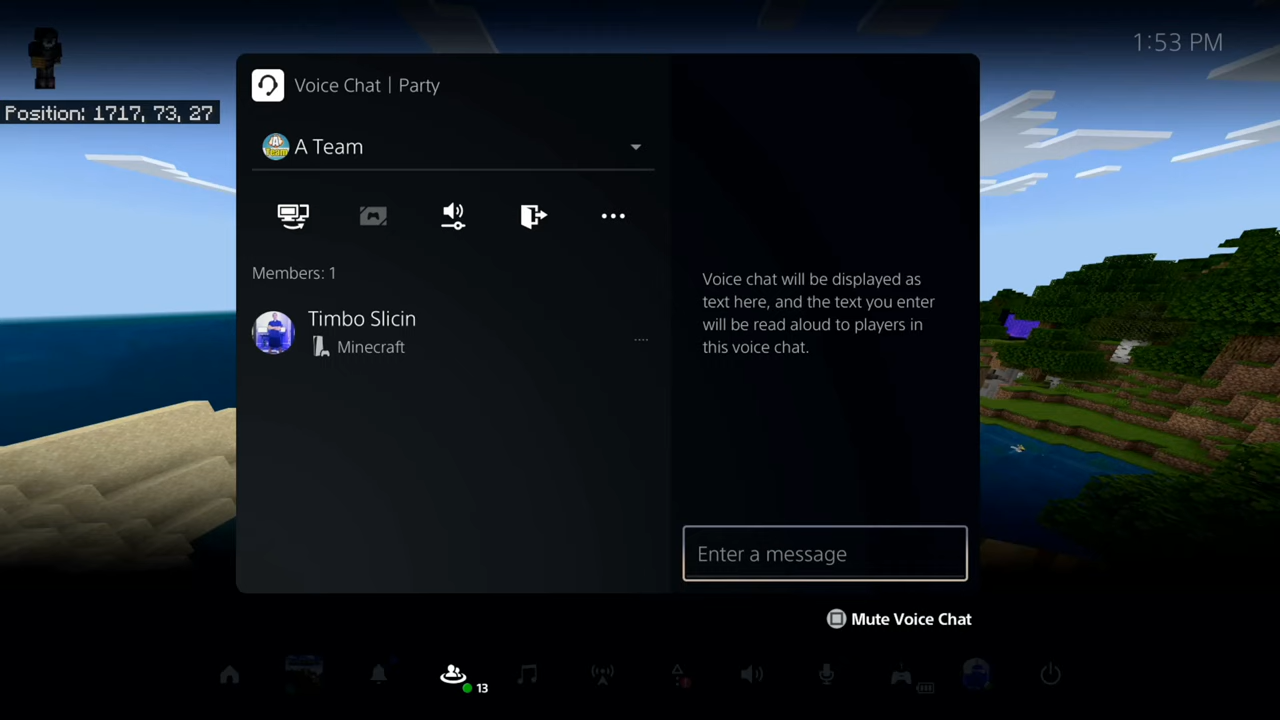 1:53 PM
Position: 1717, 73, 27
Voice Chat | Party
A Team
Members: 1
Timbo Slicin
Minecraft
Voice chat will be displayed as
text here, and the text you enter
will be read aloud to players in
this voice chat.
Enter a message
Mute Voice Chat
13